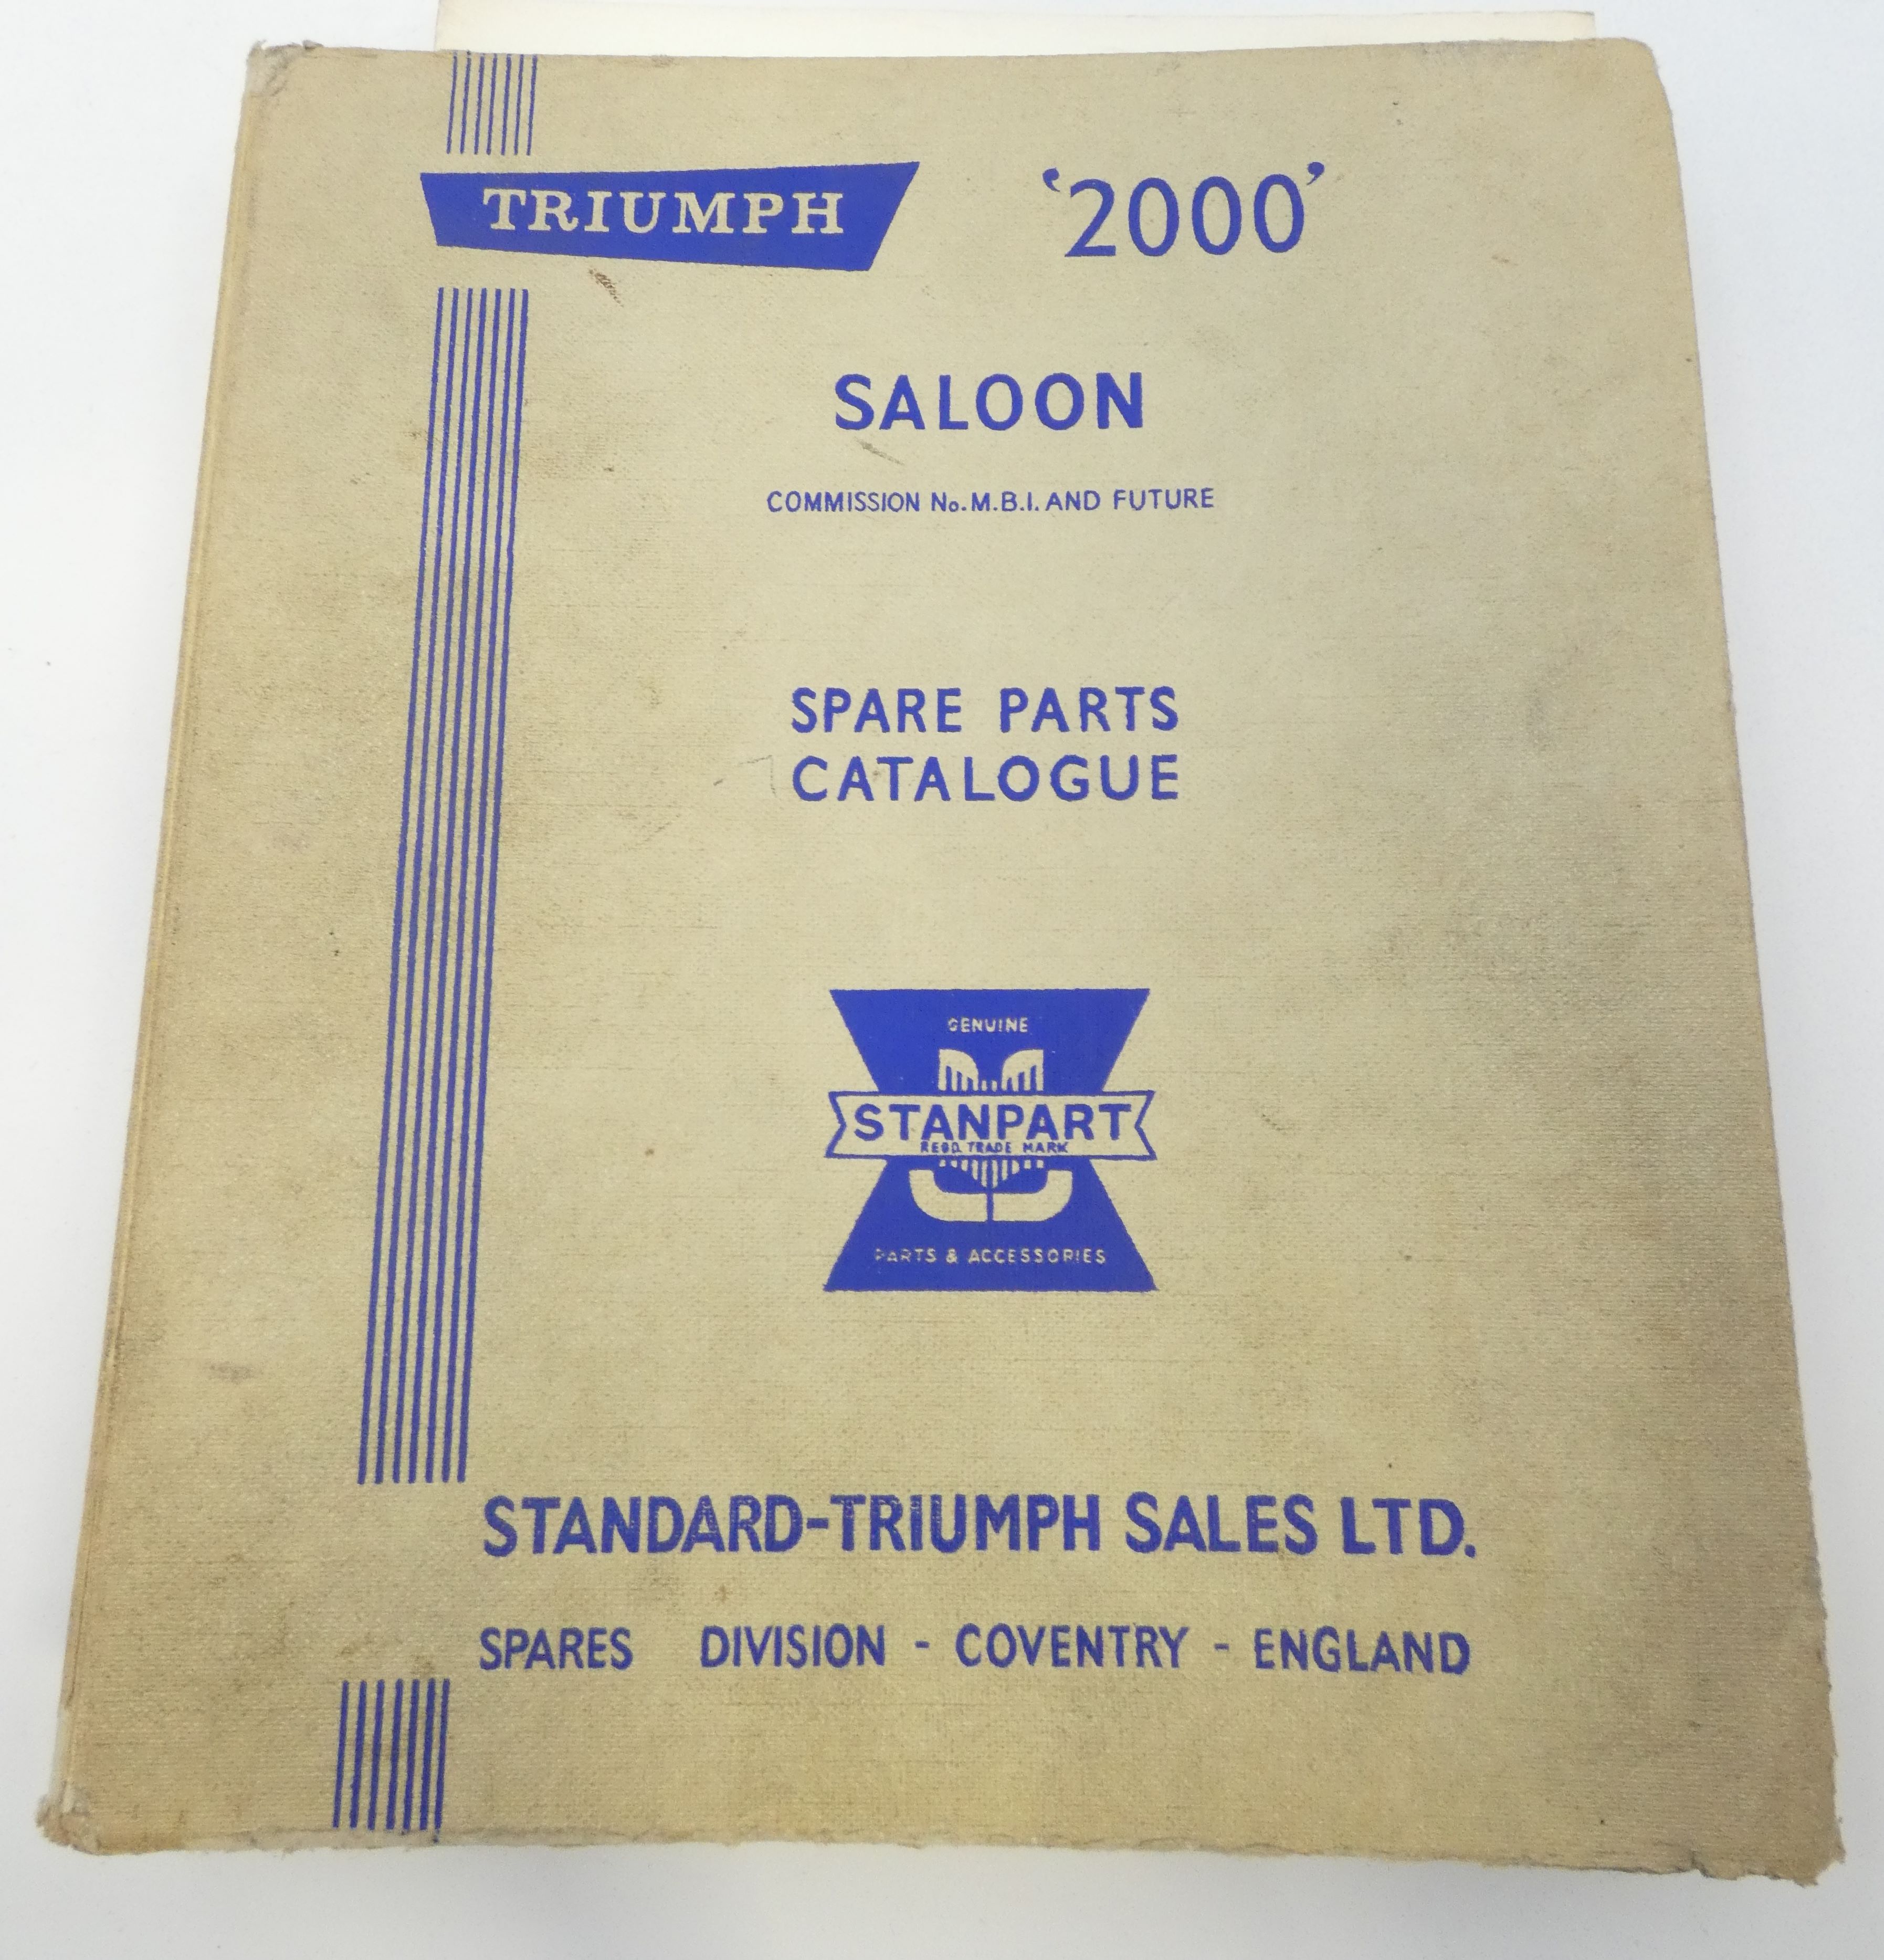 TRIUMPH ‘2000’
SALOON
COMMISSION No. M.B.I. AND FUTURE
SPARE PARTS
CATALOGUE
GENUINE
STANPART
REGD. TRADE MARK
PARTS & ACCESSORIES
STANDARD-TRIUMPH SALES LTD.
SPARES DIVISION - COVENTRY - ENGLAND